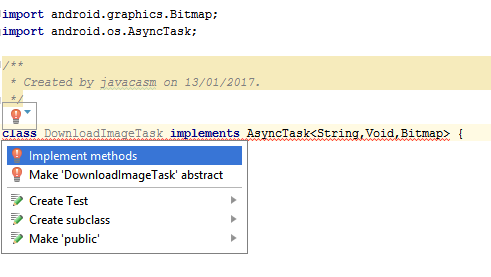 import android.graphics.Bitmap;
import android.os.AsyncTask;
/**
* Created by javacasm on 13/01/2017.
*/
class DownloadImageTask implements AsyncTask<String,Void,Bitmap> {
Implement methods
Make 'DownloadImageTask' abstract
Create Test
Create subclass
Make 'public'